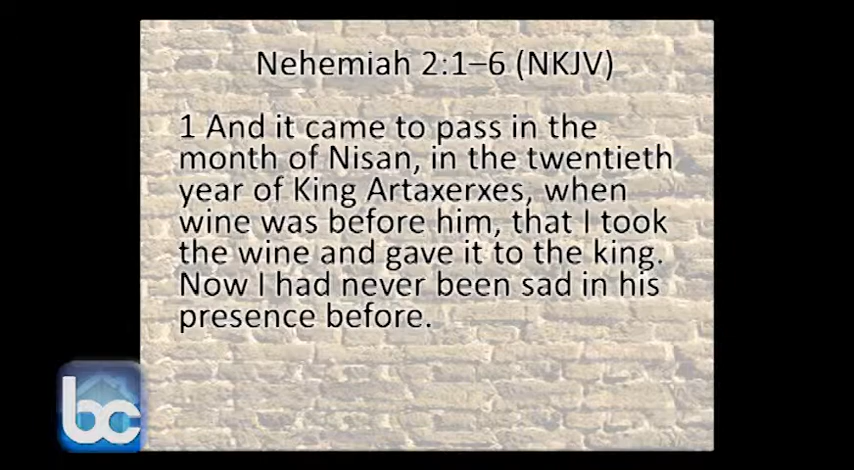 Nehemiah 2:1–6 (NKJV)
1 And it came to pass in the
month of Nisan, in the twentieth
year of King Artaxerxes, when
wine was before him, that I took
the wine and gave it to the king.
Now I had never been sad in his
presence before.
bc